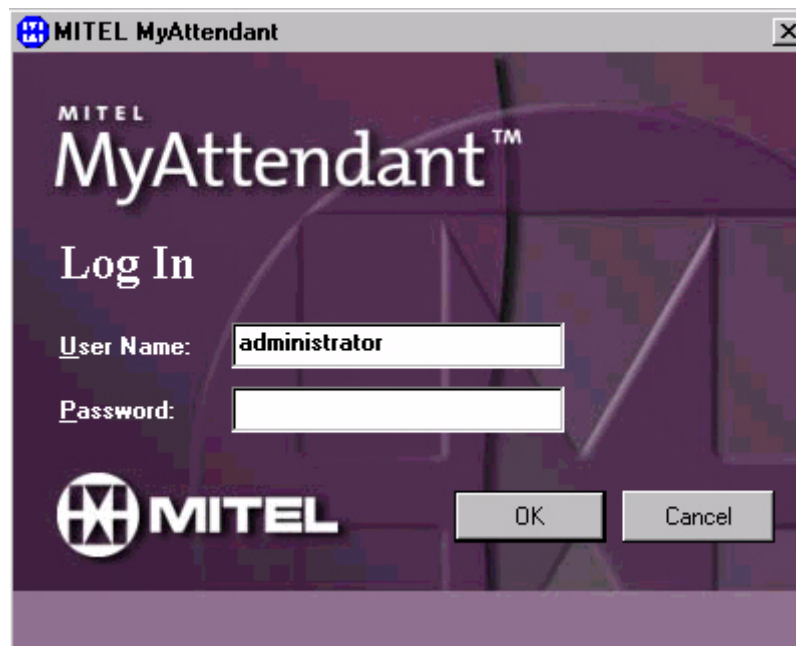 MITEL MyAttendant
MITEL
MyAttendant™
Log In
User Name: administrator
Password:
MITEL
OK Cancel